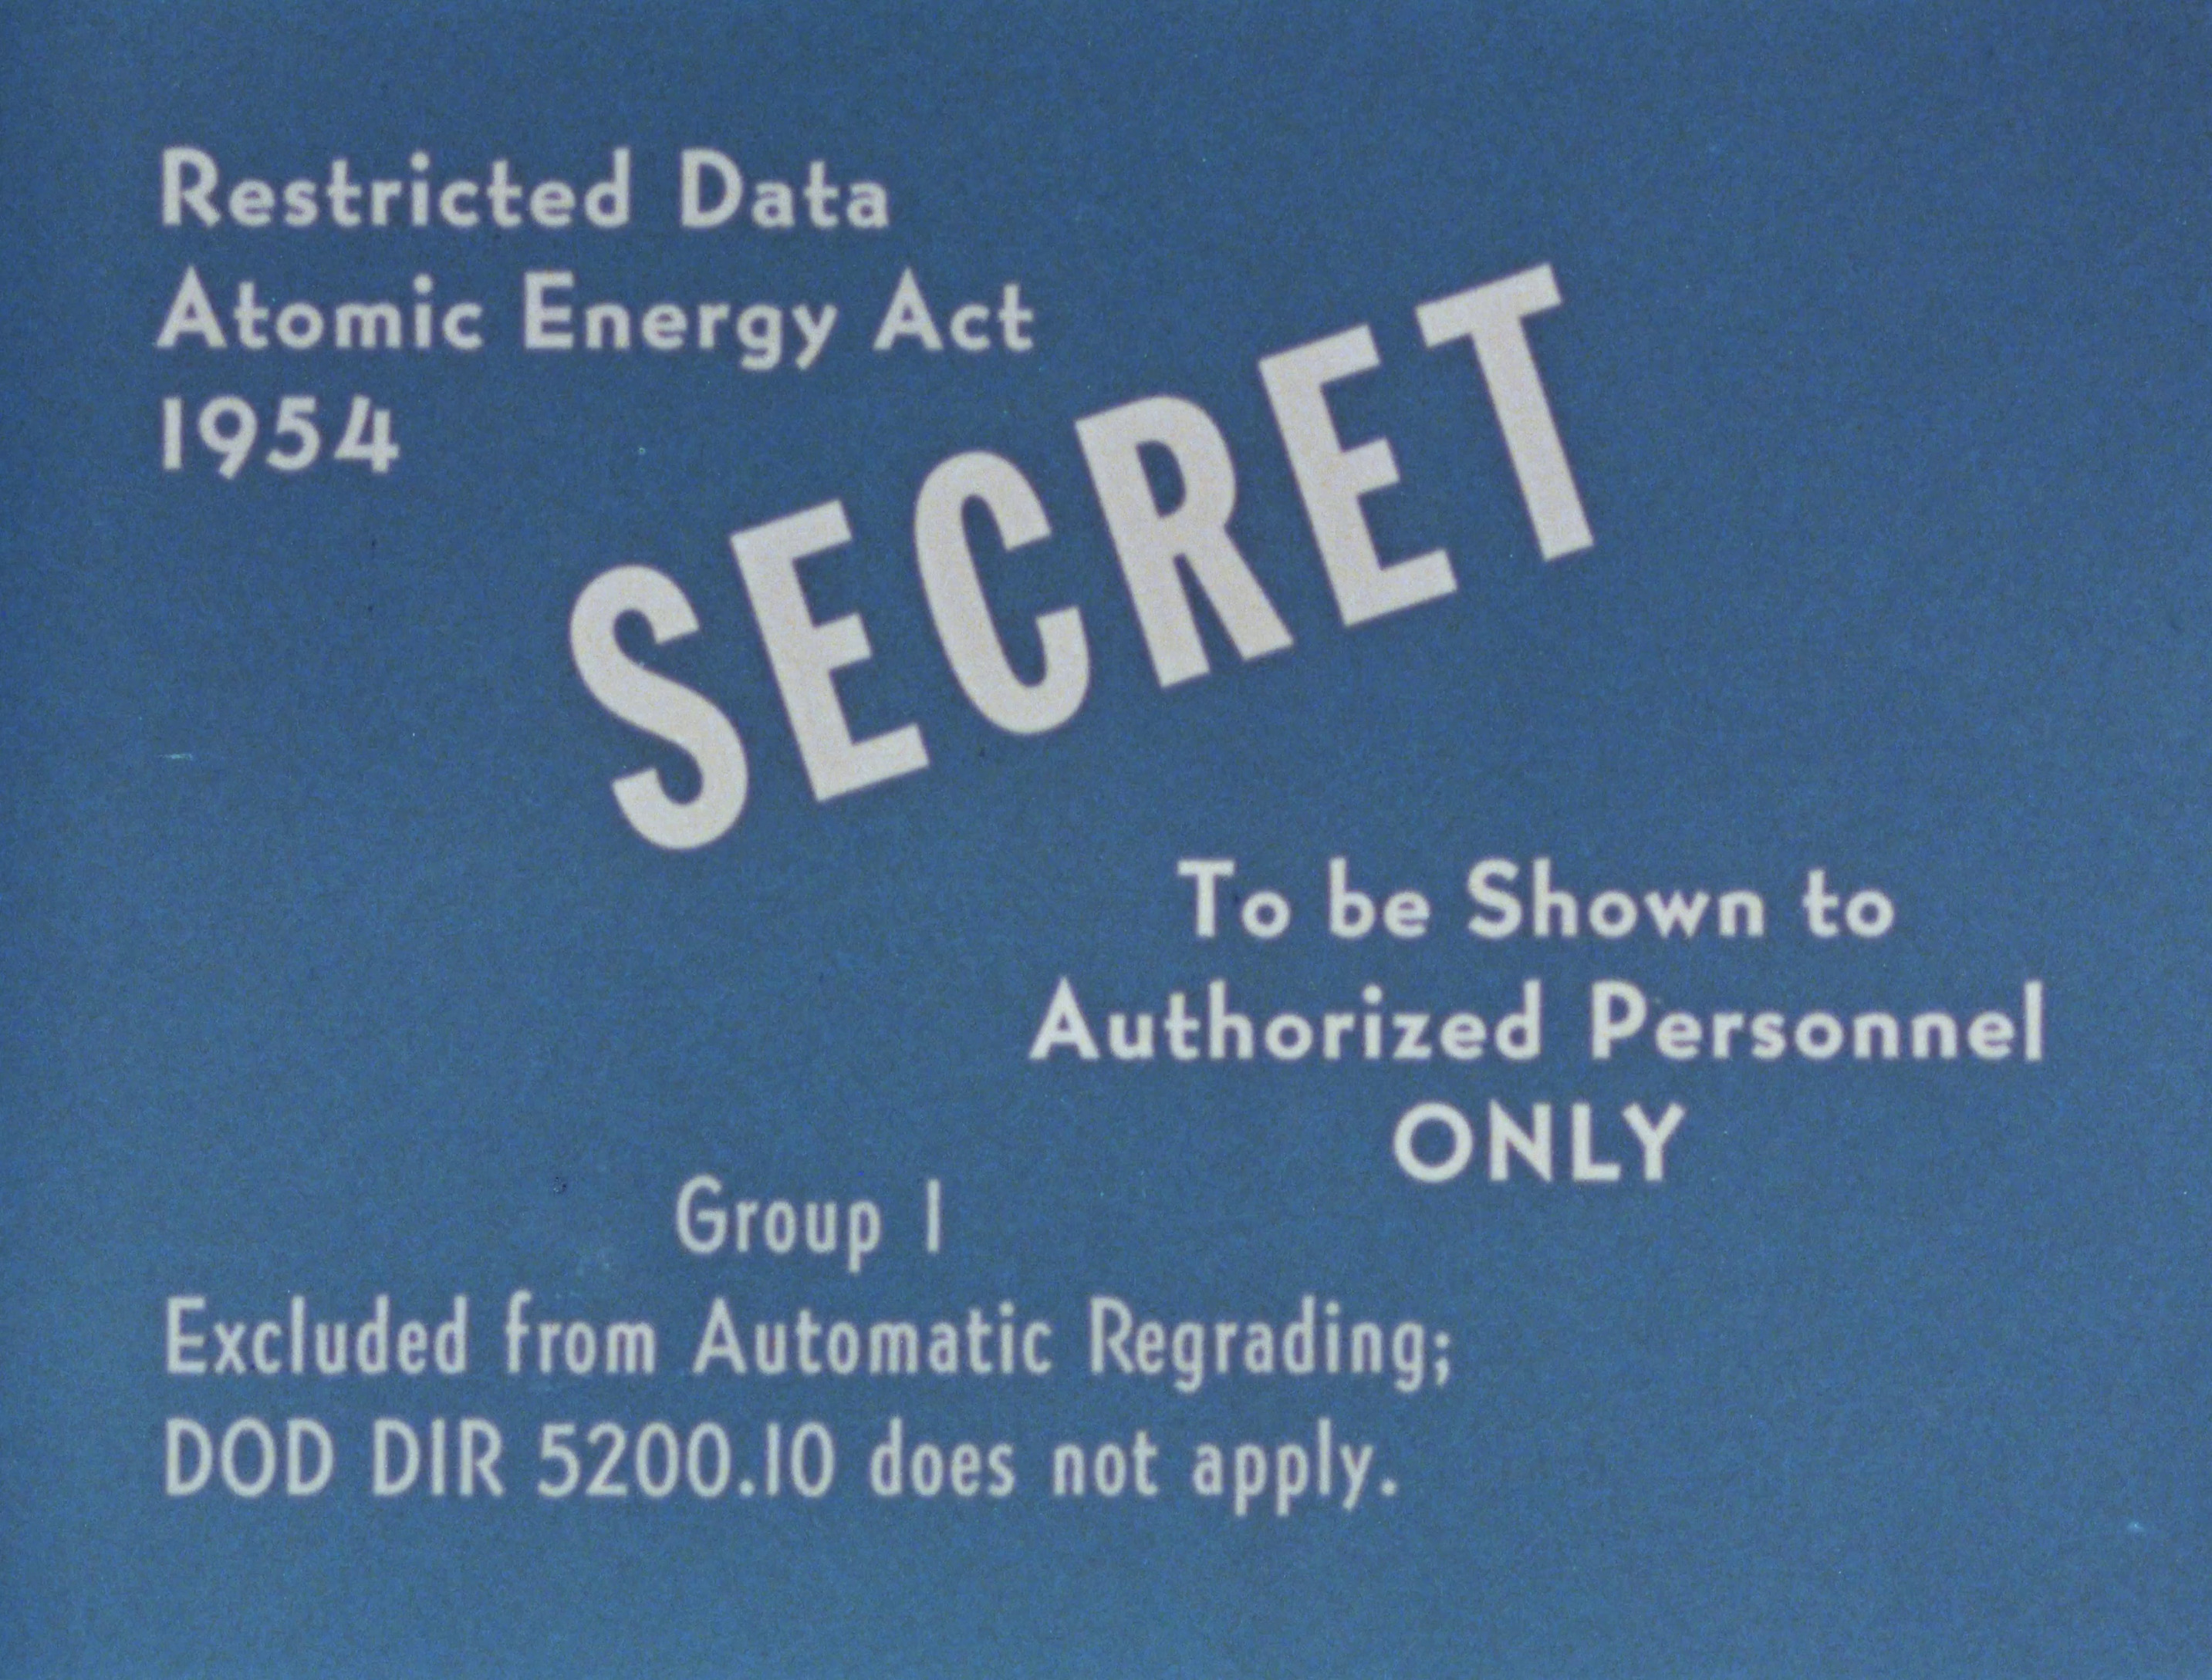 Restricted Data
Atomic Energy Act
1954
SECRET
To be Shown to
Authorized Personnel
ONLY
Group 1
Excluded from Automatic Regrading;
DOD DIR 5200.10 does not apply.